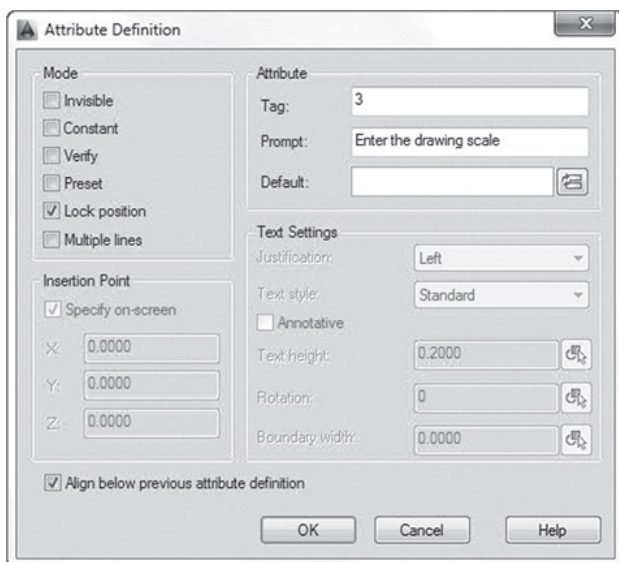 Attribute Definition
Mode
Invisible
Constant
Verify
Preset
Lock position
Multiple lines
Insertion Point
Specify on-screen
X: 0.0000
Y: 0.0000
Z: 0.0000
Attribute
Tag: 3
Prompt: Enter the drawing scale
Default:
Text Settings
Justification: Left
Text style: Standard
Annotative
Text height: 0.2000
Rotation: 0
Boundary width: 0.0000
Align below previous attribute definition
OK Cancel Help